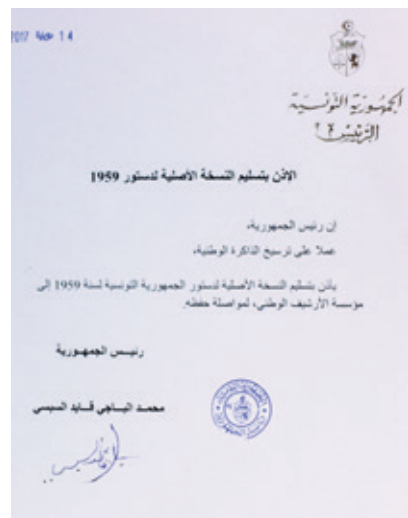 14 جانفي 2017
الجمهورية التونسية
الرئيس
الإذن بتسليم النسخة الأصلية لدستور 1959
إن رئيس الجمهورية،
عملا على ترسيخ الذاكرة الوطنية،
يأذن بتسليم النسخة الأصلية لدستور الجمهورية التونسية لسنة 1959 إلى
مؤسسة الأرشيف الوطني، لمواصلة حفظه.
رئيس الجمهورية
محمد الباجي قايد السبسي